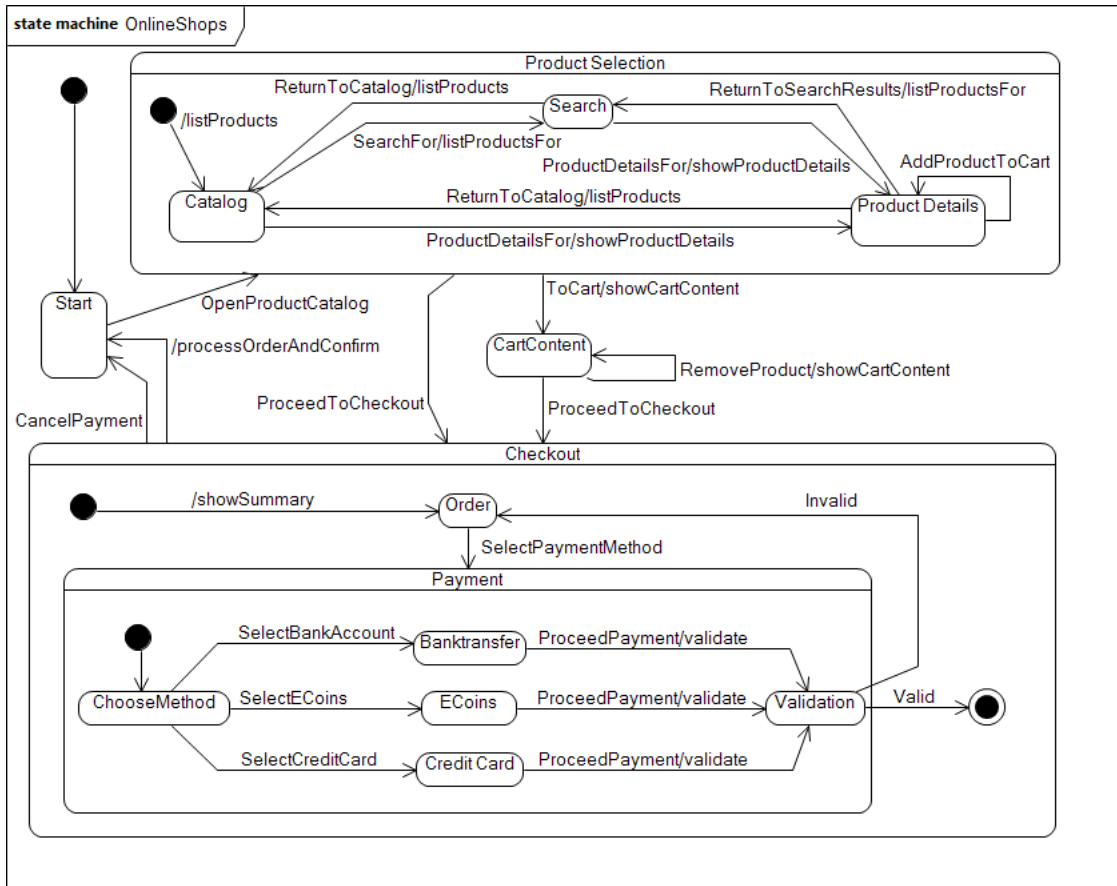 state machine OnlineShops
Product Selection
ReturnToCatalog/listProducts
Search
ReturnToSearchResults/listProductsFor
/listProducts
SearchFor/listProductsFor
ProductDetailsFor/showProductDetails
AddProductToCart
Catalog
ReturnToCatalog/listProducts
Product Details
ProductDetailsFor/showProductDetails
Start
OpenProductCatalog
ToCart/showCartContent
/processOrderAndConfirm
CartContent
RemoveProduct/showCartContent
CancelPayment
ProceedToCheckout
ProceedToCheckout
Checkout
/showSummary
Order
Invalid
SelectPaymentMethod
Payment
SelectBankAccount
Banktransfer
ProceedPayment/validate
ChooseMethod
SelectECoins
ECoins
ProceedPayment/validate
Validation
Valid
SelectCreditCard
Credit Card
ProceedPayment/validate